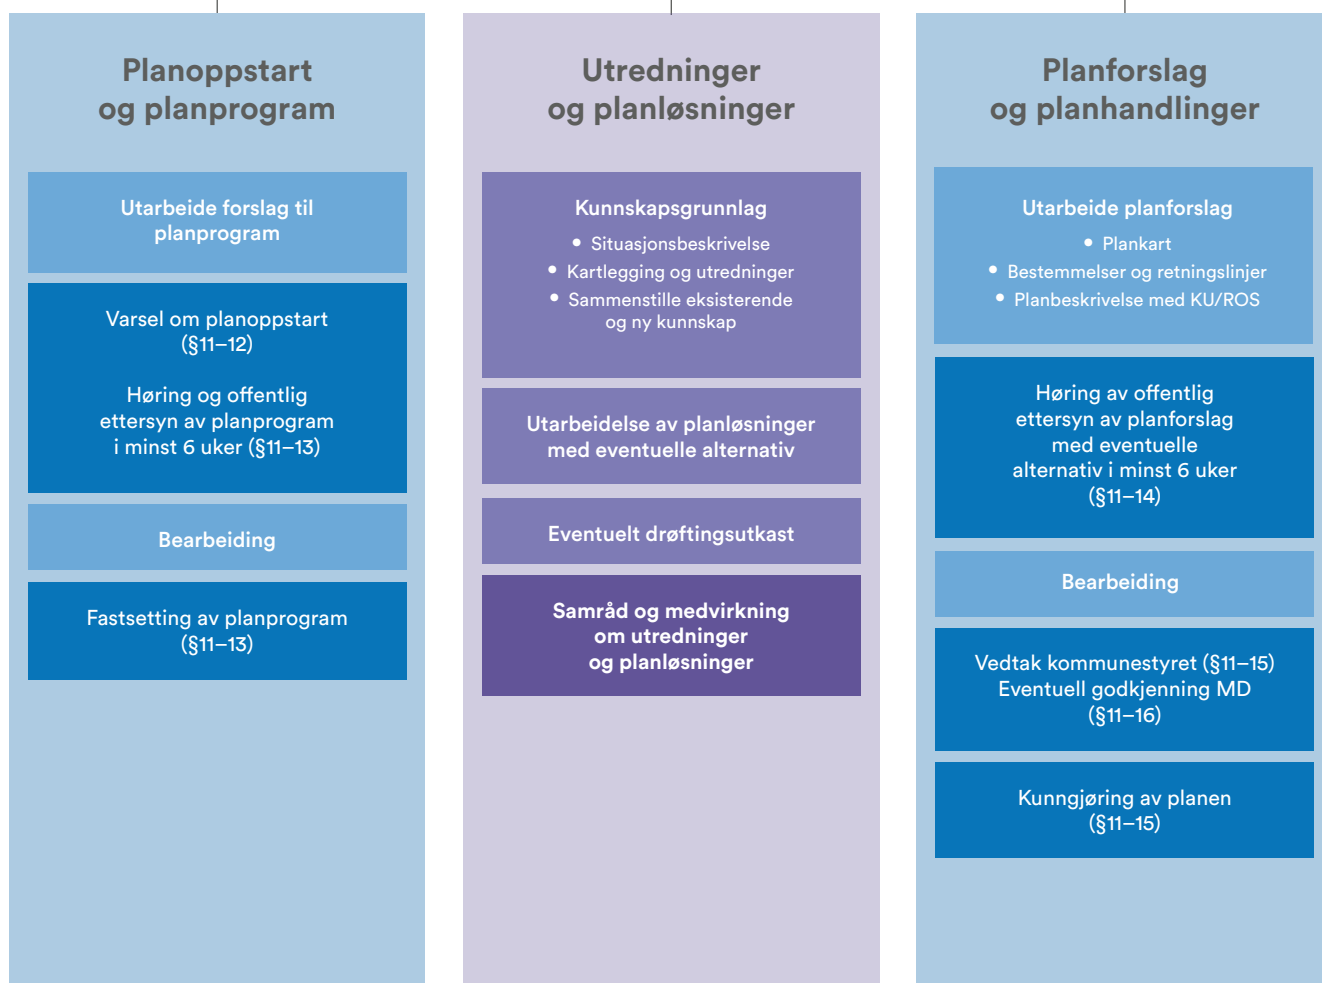 Planoppstart
og planprogram
Utarbeide forslag til
planprogram
Varsel om planoppstart
(§11–12)
Høring og offentlig
ettersyn av planprogram
i minst 6 uker (§11–13)
Bearbeiding
Fastsetting av planprogram
(§11–13)
Utredninger
og planløsninger
Kunnskapsgrunnlag
• Situasjonsbeskrivelse
• Kartlegging og utredninger
• Sammenstille eksisterende
og ny kunnskap
Utarbeidelse av planløsninger
med eventuelle alternativ
Eventuelt drøftingsutkast
Samråd og medvirkning
om utredninger
og planløsninger
Planforslag
og planhandlinger
Utarbeide planforslag
• Plankart
• Bestemmelser og retningslinjer
• Planbeskrivelse med KU/ROS
Høring av offentlig
ettersyn av planforslag
med eventuelle
alternativ i minst 6 uker
(§11–14)
Bearbeiding
Vedtak kommunestyret (§11–15)
Eventuell godkjenning MD
(§11–16)
Kunngjøring av planen
(§11–15)